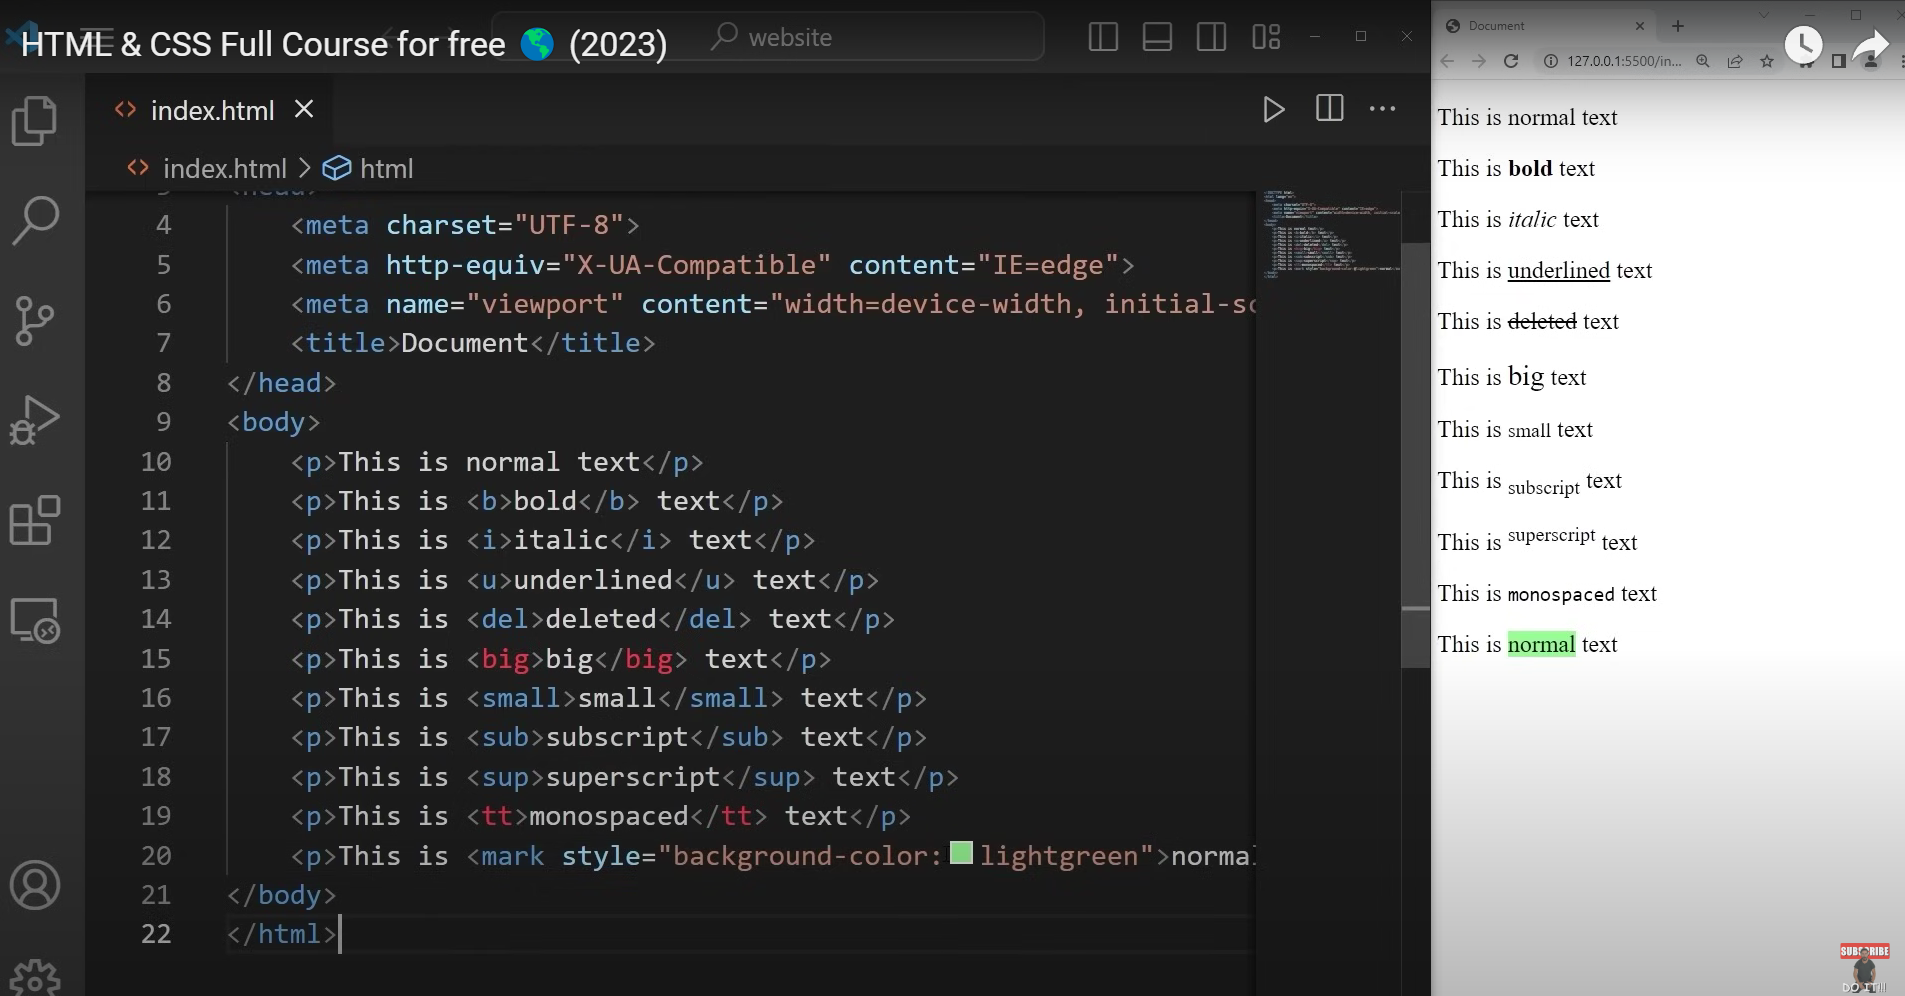 HTML & CSS Full Course for free 🌎 (2023)
website
index.html
index.html > html
3 <head>
4 <meta charset="UTF-8">
5 <meta http-equiv="X-UA-Compatible" content="IE=edge">
6 <meta name="viewport" content="width=device-width, initial-sc
7 <title>Document</title>
8 </head>
9 <body>
10 <p>This is normal text</p>
11 <p>This is <b>bold</b> text</p>
12 <p>This is <i>italic</i> text</p>
13 <p>This is <u>underlined</u> text</p>
14 <p>This is <del>deleted</del> text</p>
15 <p>This is <big>big</big> text</p>
16 <p>This is <small>small</small> text</p>
17 <p>This is <sub>subscript</sub> text</p>
18 <p>This is <sup>superscript</sup> text</p>
19 <p>This is <tt>monospaced</tt> text</p>
20 <p>This is <mark style="background-color: lightgreen">normal
21 </body>
22 </html>
Document
127.0.0.1:5500/in...
This is normal text
This is bold text
This is italic text
This is underlined text
This is deleted text
This is big text
This is small text
This is subscript text
This is superscript text
This is monospaced text
This is normal text
SUBSCRIBE
DO IT!!!